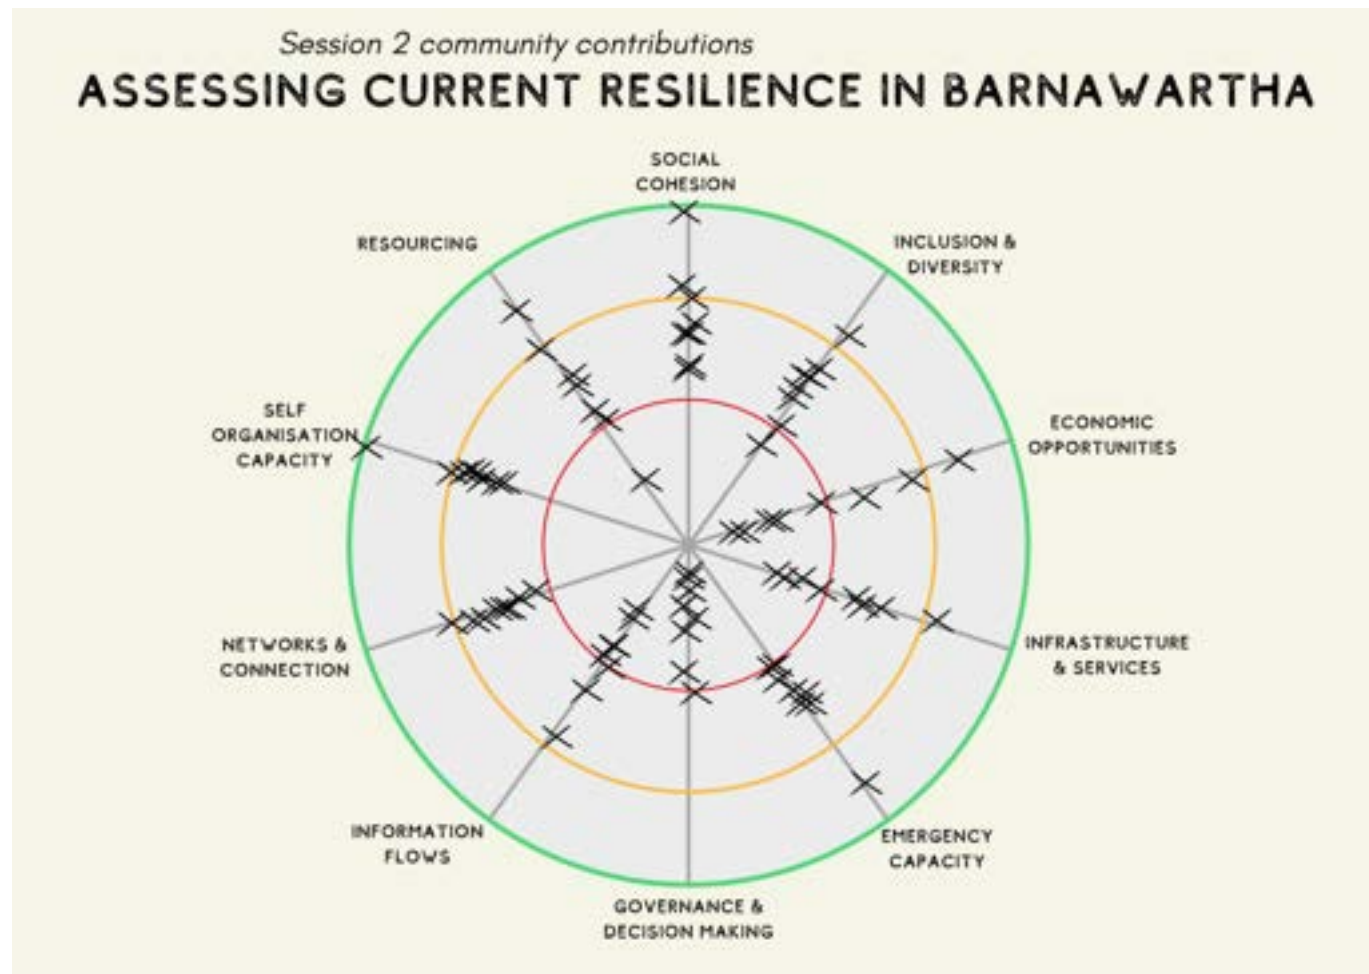 Session 2 community contributions
ASSESSING CURRENT RESILIENCE IN BARNAWARTHA
SOCIAL
COHESION
INCLUSION &
DIVERSITY
ECONOMIC
OPPORTUNITIES
INFRASTRUCTURE
& SERVICES
EMERGENCY
CAPACITY
GOVERNANCE &
DECISION MAKING
INFORMATION
FLOWS
NETWORKS &
CONNECTION
SELF
ORGANISATION
CAPACITY
RESOURCING